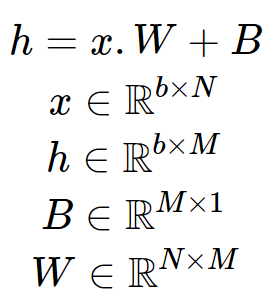 h = x.W + B
x ∈ ℝ^{b×N}
h ∈ ℝ^{b×M}
B ∈ ℝ^{M×1}
W ∈ ℝ^{N×M}